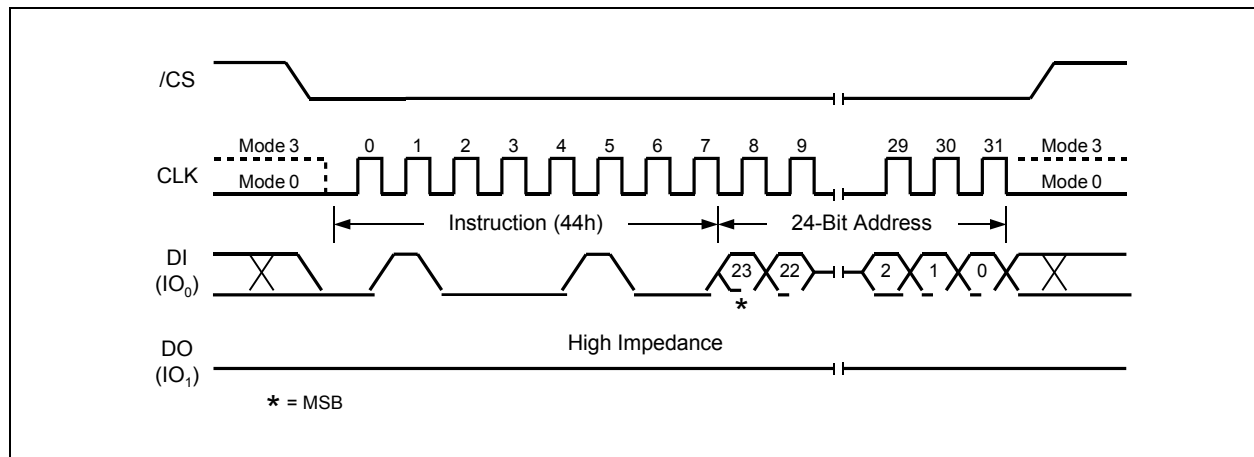 /CS
Mode 3 0 1 2 3 4 5 6 7 8 9 29 30 31 Mode 3
CLK
Mode 0 Mode 0
Instruction (44h) 24-Bit Address
DI
(IO₀)
23 22 2 1 0
*
DO
(IO₁)
High Impedance
* = MSB